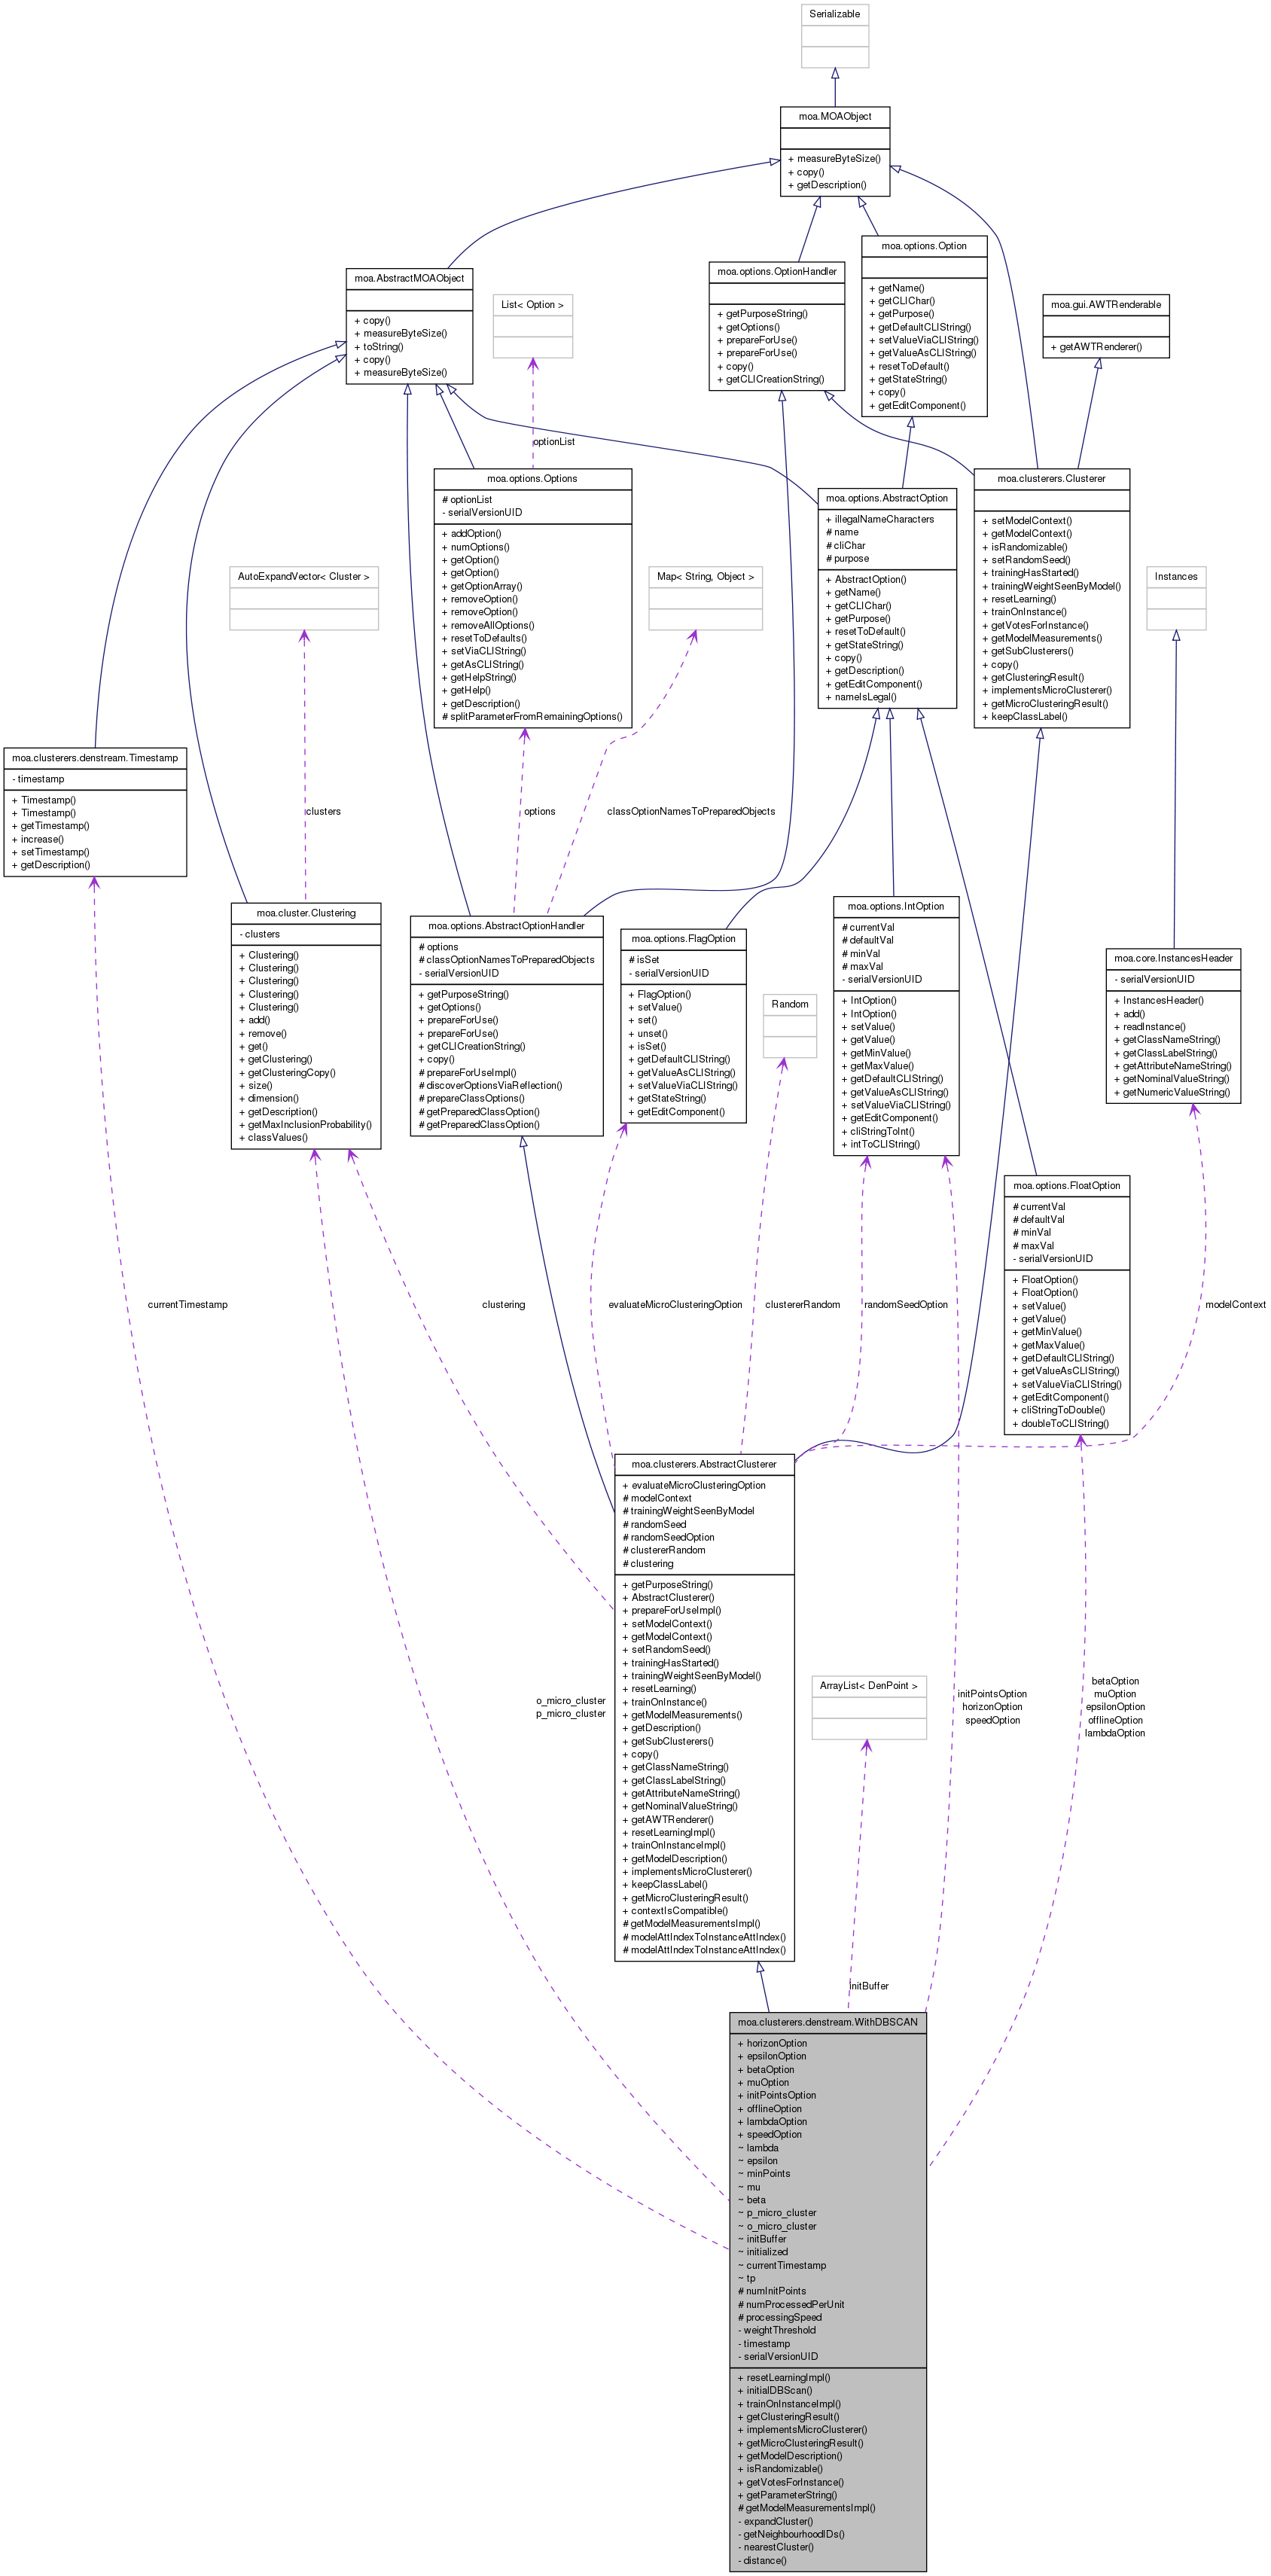 Serializable
moa.MOAObject
+ measureByteSize()
+ copy()
+ getDescription()
moa.options.Option
+ getName()
+ getCLIChar()
+ getPurpose()
+ getDefaultCLIString()
+ setValueViaCLIString()
+ getValueAsCLIString()
+ resetToDefault()
+ getStateString()
+ copy()
+ getEditComponent()
moa.options.OptionHandler
+ getPurposeString()
+ getOptions()
+ prepareForUse()
+ prepareForUse()
+ copy()
+ getCLICreationString()
moa.AbstractMOAObject
+ copy()
+ measureByteSize()
+ toString()
+ copy()
+ measureByteSize()
List< Option >
moa.gui.AWTRenderable
+ getAWTRenderer()
optionList
moa.options.Options
# optionList
- serialVersionUID
+ addOption()
+ numOptions()
+ getOption()
+ getOption()
+ getOptionArray()
+ removeOption()
+ removeOption()
+ removeAllOptions()
+ resetToDefaults()
+ setViaCLIString()
+ getAsCLIString()
+ getHelpString()
+ getHelp()
+ getDescription()
# splitParameterFromRemainingOptions()
moa.options.AbstractOption
+ illegalNameCharacters
# name
# cliChar
# purpose
+ AbstractOption()
+ getName()
+ getCLIChar()
+ getPurpose()
+ resetToDefault()
+ getStateString()
+ copy()
+ getDescription()
+ getEditComponent()
+ nameIsLegal()
moa.clusterers.Clusterer
+ setModelContext()
+ getModelContext()
+ isRandomizable()
+ setRandomSeed()
+ trainingHasStarted()
+ trainingWeightSeenByModel()
+ resetLearning()
+ trainOnInstance()
+ getVotesForInstance()
+ getModelMeasurements()
+ getSubClusterers()
+ copy()
+ getClusteringResult()
+ implementsMicroClusterer()
+ getMicroClusteringResult()
+ keepClassLabel()
AutoExpandVector< Cluster >
Map< String, Object >
Instances
moa.clusterers.denstream.Timestamp
- timestamp
+ Timestamp()
+ Timestamp()
+ getTimestamp()
+ increase()
+ setTimestamp()
+ getDescription()
clusters
options
classOptionNamesToPreparedObjects
moa.cluster.Clustering
- clusters
+ Clustering()
+ Clustering()
+ Clustering()
+ Clustering()
+ Clustering()
+ add()
+ remove()
+ get()
+ getClustering()
+ getClusteringCopy()
+ size()
+ dimension()
+ getDescription()
+ getMaxInclusionProbability()
+ classValues()
moa.options.AbstractOptionHandler
# options
# classOptionNamesToPreparedObjects
- serialVersionUID
+ getPurposeString()
+ getOptions()
+ prepareForUse()
+ prepareForUse()
+ getCLICreationString()
+ copy()
# prepareForUseImpl()
# discoverOptionsViaReflection()
# prepareClassOptions()
# getPreparedClassOption()
# getPreparedClassOption()
moa.options.FlagOption
# isSet
- serialVersionUID
+ FlagOption()
+ setValue()
+ set()
+ unset()
+ isSet()
+ getDefaultCLIString()
+ getValueAsCLIString()
+ setValueViaCLIString()
+ getStateString()
+ getEditComponent()
Random
moa.options.IntOption
# currentVal
# defaultVal
# minVal
# maxVal
- serialVersionUID
+ IntOption()
+ IntOption()
+ setValue()
+ getValue()
+ getMinValue()
+ getMaxValue()
+ getDefaultCLIString()
+ getValueAsCLIString()
+ setValueViaCLIString()
+ getEditComponent()
+ cliStringToInt()
+ intToCLIString()
moa.core.InstancesHeader
- serialVersionUID
+ InstancesHeader()
+ add()
+ readInstance()
+ getClassNameString()
+ getClassLabelString()
+ getAttributeNameString()
+ getNominalValueString()
+ getNumericValueString()
moa.options.FloatOption
# currentVal
# defaultVal
# minVal
# maxVal
- serialVersionUID
+ FloatOption()
+ FloatOption()
+ setValue()
+ getValue()
+ getMinValue()
+ getMaxValue()
+ getDefaultCLIString()
+ getValueAsCLIString()
+ setValueViaCLIString()
+ getEditComponent()
+ cliStringToDouble()
+ doubleToCLIString()
currentTimestamp
clustering
evaluateMicroClusteringOption
clustererRandom
randomSeedOption
modelContext
moa.clusterers.AbstractClusterer
+ evaluateMicroClusteringOption
# modelContext
# trainingWeightSeenByModel
# randomSeed
# randomSeedOption
# clustererRandom
# clustering
+ getPurposeString()
+ AbstractClusterer()
+ prepareForUseImpl()
+ setModelContext()
+ getModelContext()
+ setRandomSeed()
+ trainingHasStarted()
+ trainingWeightSeenByModel()
+ resetLearning()
+ trainOnInstance()
+ getModelMeasurements()
+ getDescription()
+ getSubClusterers()
+ copy()
+ getClassNameString()
+ getClassLabelString()
+ getAttributeNameString()
+ getNominalValueString()
+ getAWTRenderer()
+ resetLearningImpl()
+ trainOnInstanceImpl()
+ getModelDescription()
+ implementsMicroClusterer()
+ keepClassLabel()
+ getMicroClusteringResult()
+ contextIsCompatible()
# getModelMeasurementsImpl()
# modelAttIndexToInstanceAttIndex()
# modelAttIndexToInstanceAttIndex()
o_micro_cluster
p_micro_cluster
ArrayList< DenPoint >
initPointsOption
horizonOption
speedOption
betaOption
muOption
epsilonOption
offlineOption
lambdaOption
initBuffer
moa.clusterers.denstream.WithDBSCAN
+ horizonOption
+ epsilonOption
+ betaOption
+ muOption
+ initPointsOption
+ offlineOption
+ lambdaOption
+ speedOption
~ lambda
~ epsilon
~ minPoints
~ mu
~ beta
~ p_micro_cluster
~ o_micro_cluster
~ initBuffer
~ initialized
~ currentTimestamp
~ tp
# numInitPoints
# numProcessedPerUnit
# processingSpeed
- weightThreshold
- timestamp
- serialVersionUID
+ resetLearningImpl()
+ initialDBScan()
+ trainOnInstanceImpl()
+ getClusteringResult()
+ implementsMicroClusterer()
+ getMicroClusteringResult()
+ getModelDescription()
+ isRandomizable()
+ getVotesForInstance()
+ getParameterString()
# getModelMeasurementsImpl()
- expandCluster()
- getNeighbourhoodIDs()
- nearestCluster()
- distance()